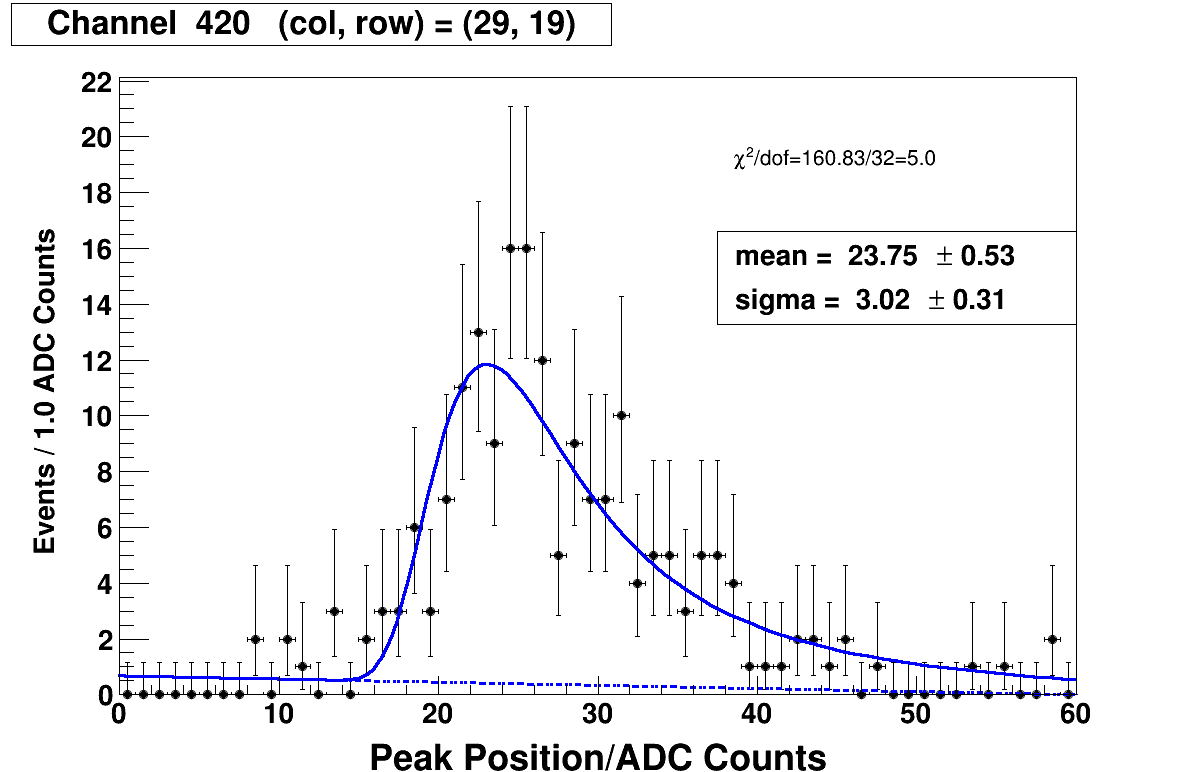 Channel 420 (col, row) = (29, 19)
22
20
18
16
14
12
10
8
6
4
2
0
Events / 1.0 ADC Counts
χ²/dof=160.83/32=5.0
mean = 23.75 ± 0.53
sigma = 3.02 ± 0.31
0 10 20 30 40 50 60
Peak Position/ADC Counts